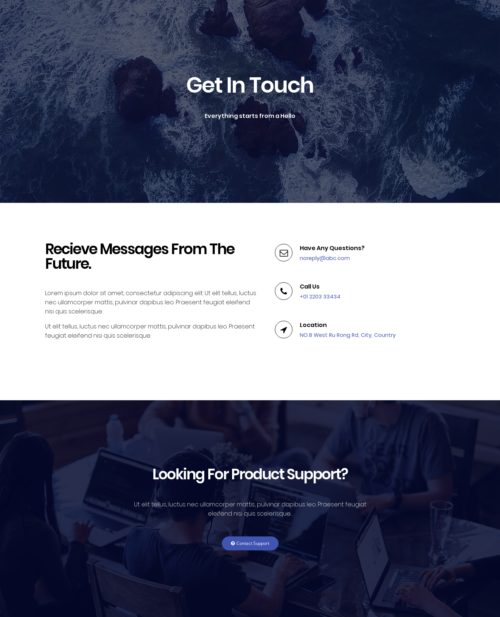 Get In Touch
Everything starts from a Hello
Recieve Messages From The
Future.
Lorem ipsum dolor sit amet, consectetur adipiscing elit. Ut elit tellus, luctus
nec ullamcorper mattis, pulvinar dapibus leo. Praesent gravida eleifend
nisi quis scelerisque.
Ut elit tellus, luctus nec ullamcorper mattis, pulvinar dapibus leo. Praesent
eleifend nisi quis scelerisque.
Have Any Questions?
noreply@abc.com
Call Us
+01 2203 33434
Location
NO.8 West Ru Rong Rd, City, Country
Looking For Product Support?
Ut elit tellus, luctus nec ullamcorper mattis, pulvinar dapibus leo. Praesent feugiat
eleifend nisi quis scelerisque.
Contact Support